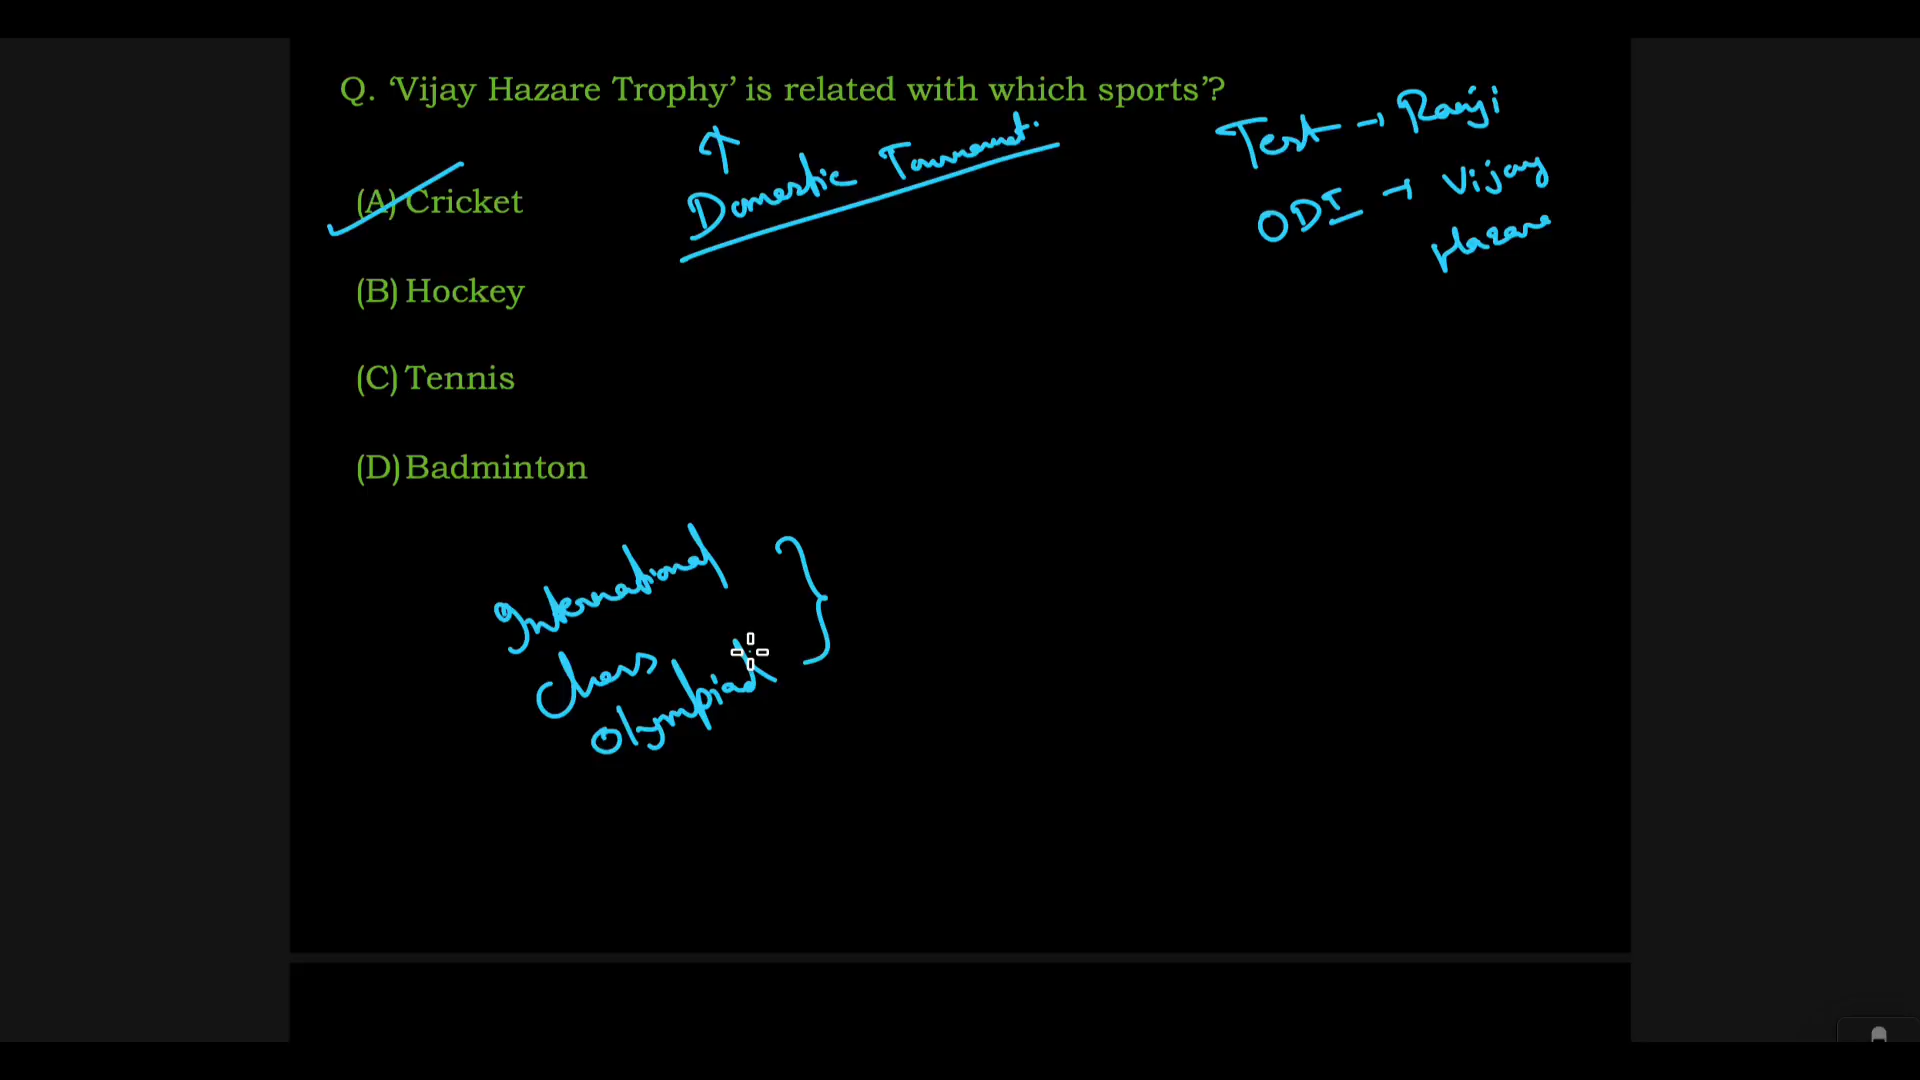 Q. ‘Vijay Hazare Trophy’ is related with which sports’?
Test → Ranji
ODI → Vijay
Hazare
↑
Domestic Tournament.
(A) Cricket
(B) Hockey
(C) Tennis
(D) Badminton
International
Chess
Olympiad